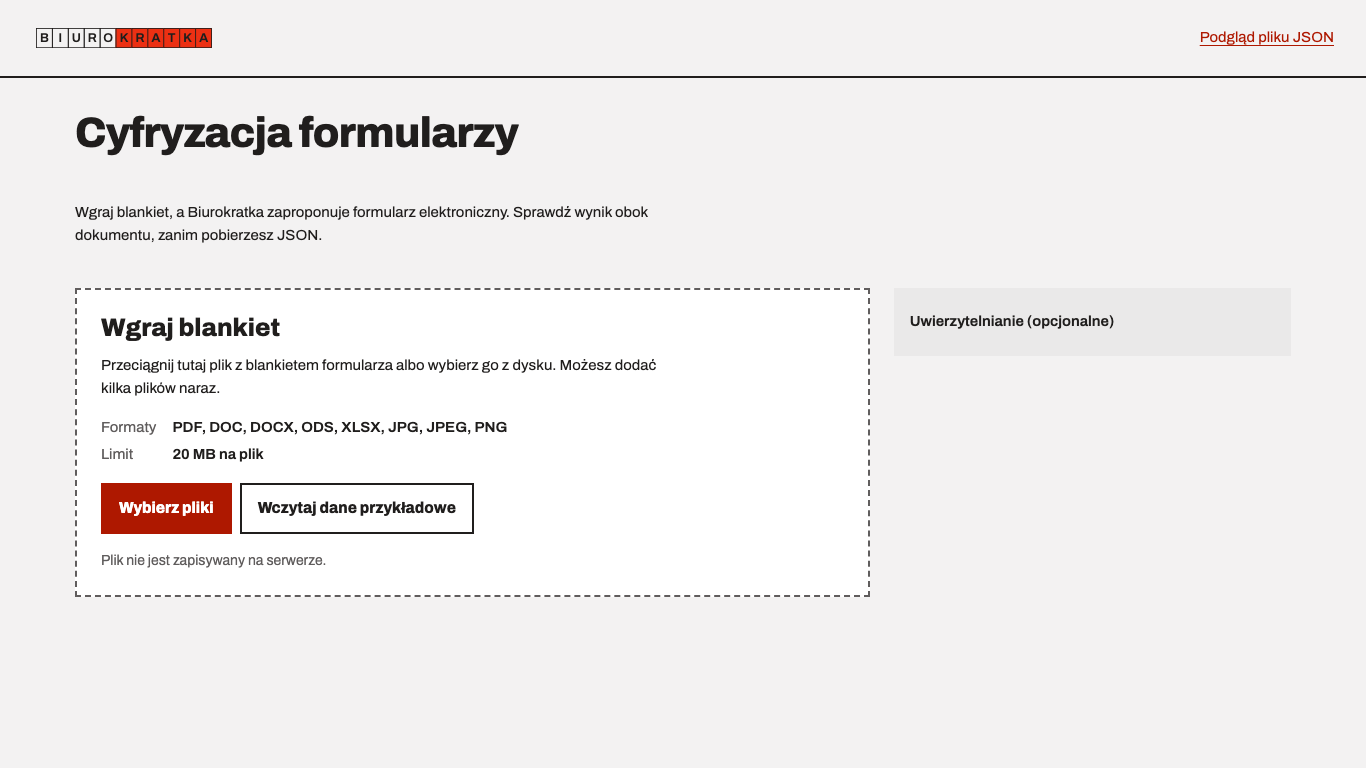 BIUROKRATKA
Podgląd pliku JSON
Cyfryzacja formularzy
Wgraj blankiet, a Biurokratka zaproponuje formularz elektroniczny. Sprawdź wynik obok
dokumentu, zanim pobierzesz JSON.
Wgraj blankiet
Przeciągnij tutaj plik z blankietem formularza albo wybierz go z dysku. Możesz dodać
kilka plików naraz.
Formaty PDF, DOC, DOCX, ODS, XLSX, JPG, JPEG, PNG
Limit 20 MB na plik
Wybierz pliki Wczytaj dane przykładowe
Plik nie jest zapisywany na serwerze.
Uwierzytelnianie (opcjonalne)